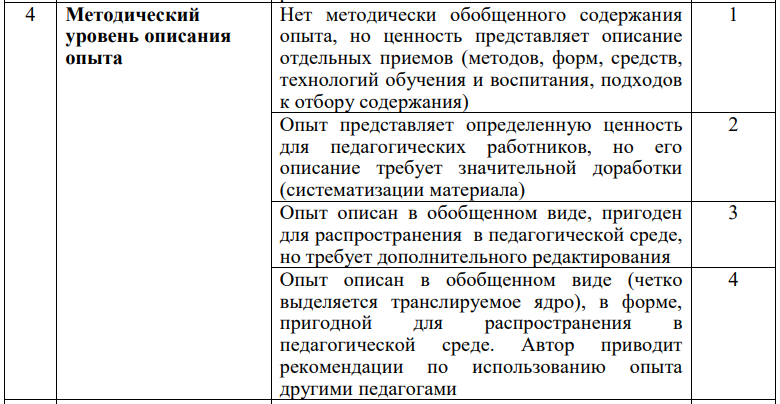 4 Методический Нет методически обобщенного содержания 1
уровень описания опыта, но ценность представляет описание
опыта отдельных приемов (методов, форм, средств,
технологий обучения и воспитания, подходов
к отбору содержания)
Опыт представляет определенную ценность 2
для педагогических работников, но его
описание требует значительной доработки
(систематизации материала)
Опыт описан в обобщенном виде, пригоден 3
для распространения в педагогической среде,
но требует дополнительного редактирования
Опыт описан в обобщенном виде (четко 4
выделяется транслируемое ядро), в форме,
пригодной для распространения в
педагогической среде. Автор приводит
рекомендации по использованию опыта
другими педагогами